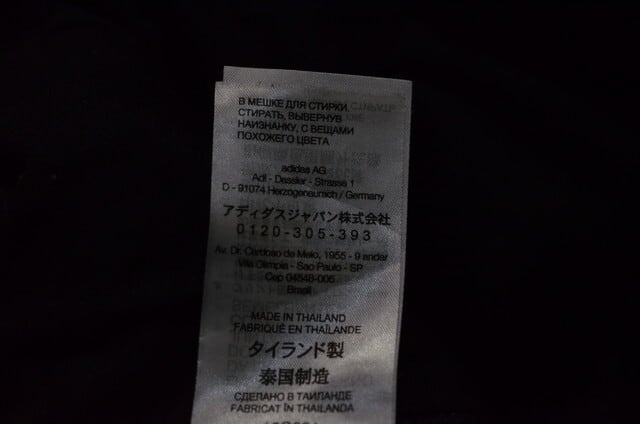 В МЕШКЕ ДЛЯ СТИРКИ.
СТИРАТЬ, ВЫВЕРНУВ
НАИЗНАНКУ, С ВЕЩАМИ
ПОХОЖЕГО ЦВЕТА
adidas AG
Adi - Dassler - Strasse 1
D - 91074 Herzogenaurach / Germany
アディダスジャパン株式会社
0120-305-393
Av. Dr. Cardoso de Melo, 1955 - 9 andar
Vila Olimpia - Sao Paulo - SP
Cep 04548-005
Brasil
MADE IN THAILAND
FABRIQUÉ EN THAÏLANDE
タイランド製
泰国制造
СДЕЛАНО В ТАИЛАНДЕ
FABRICAT ÎN THAILANDA